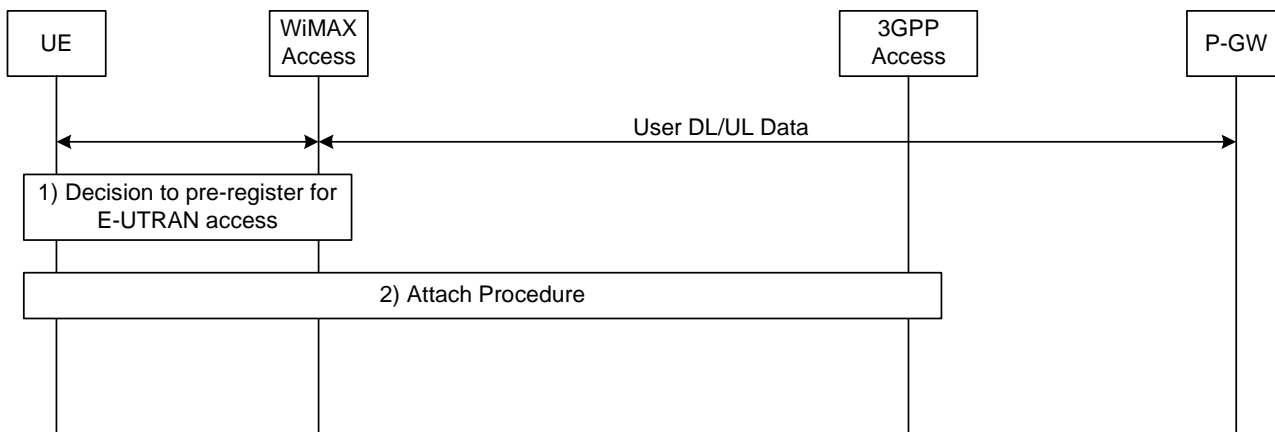 UE
WiMAX
Access
3GPP
Access
P-GW
User DL/UL Data
1) Decision to pre-register for
E-UTRAN access
2) Attach Procedure